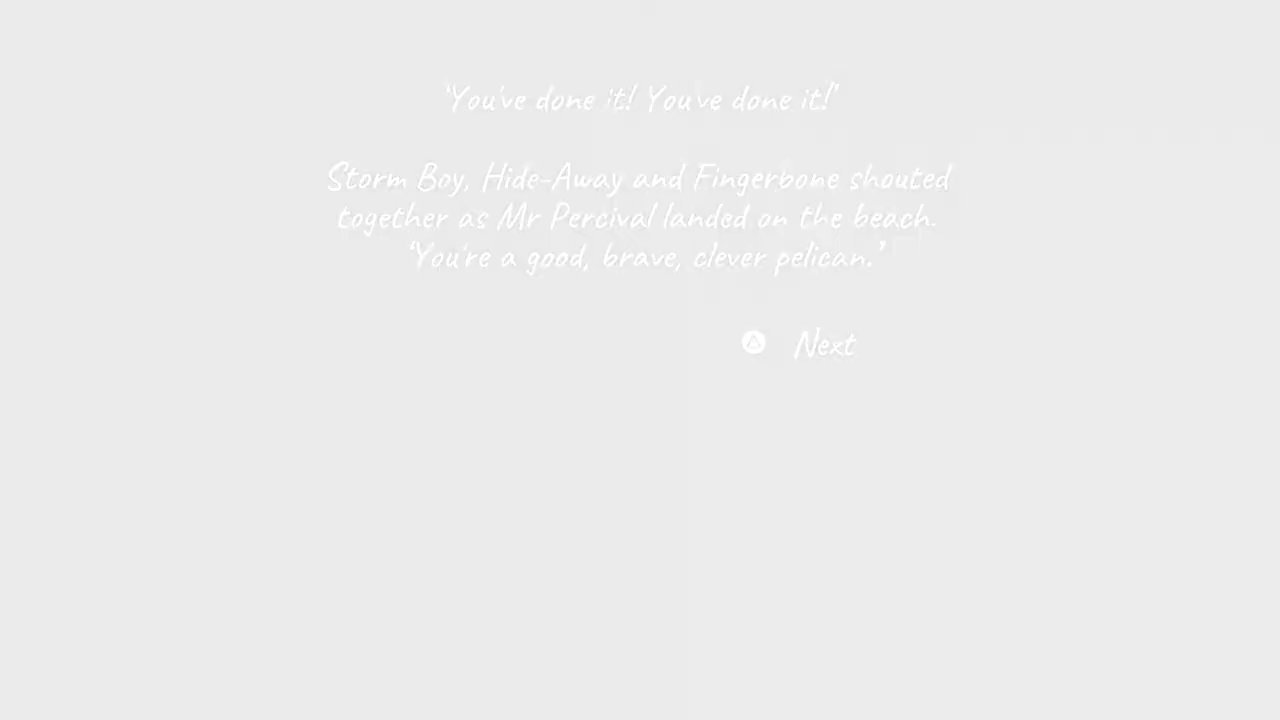 'You've done it! You've done it!'
Storm Boy, Hide-Away and Fingerbone shouted
together as Mr Percival landed on the beach.
'You're a good, brave, clever pelican.'
Next